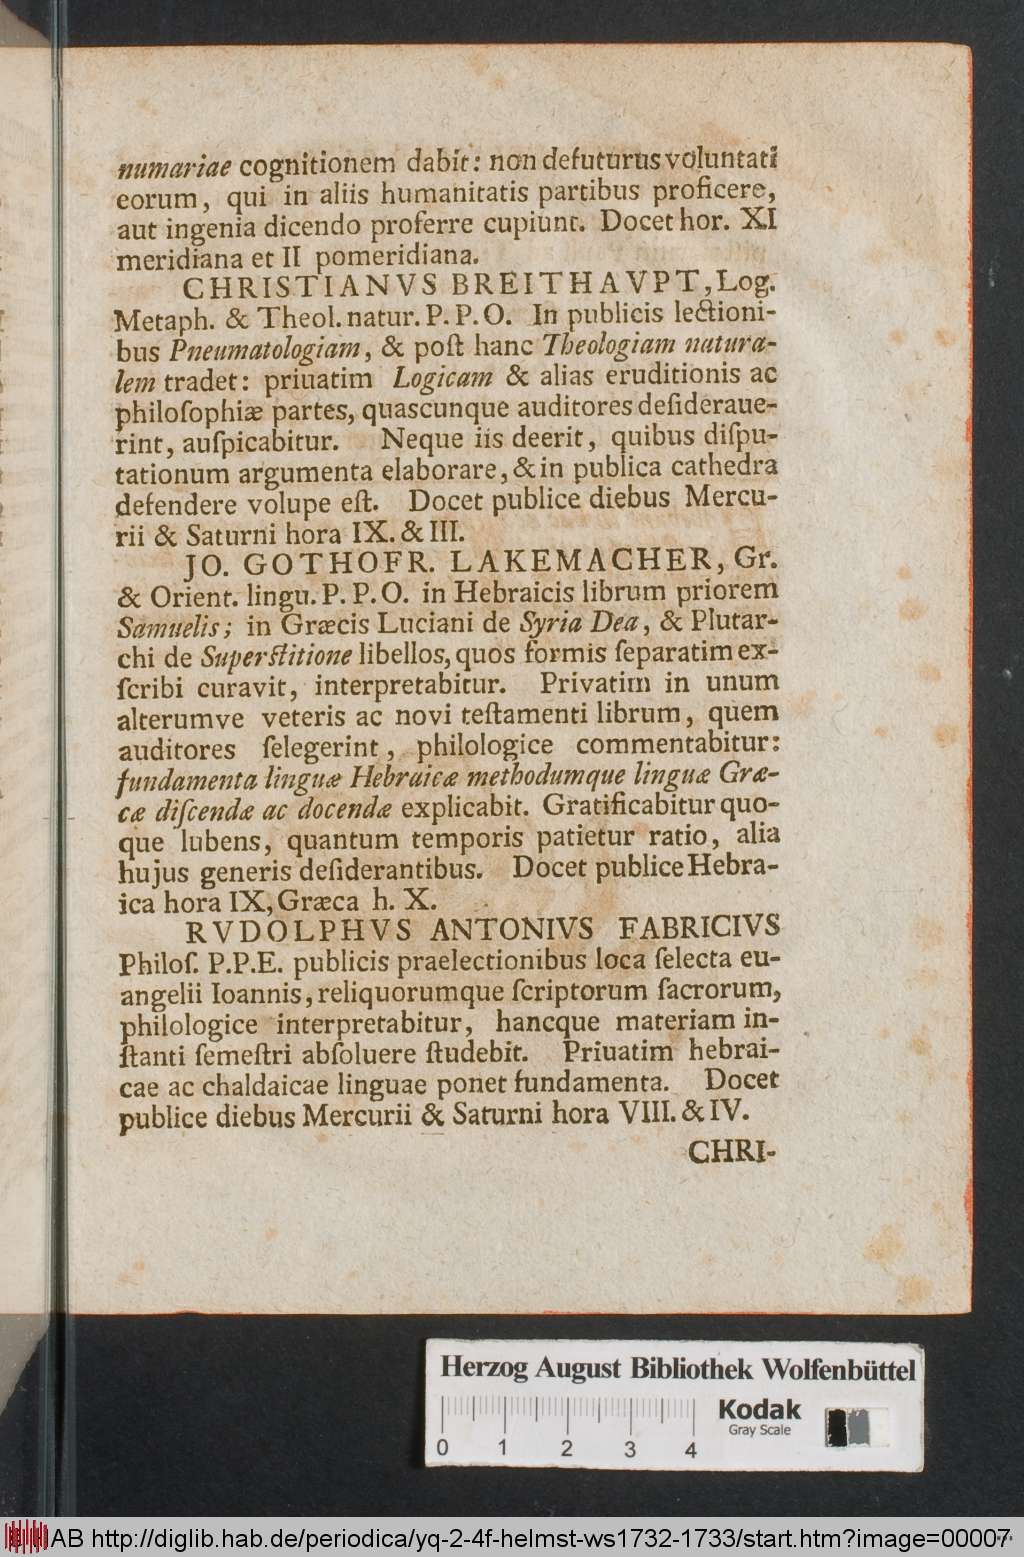 numariae cognitionem dabit: non defuturus voluntati
eorum, qui in aliis humanitatis partibus proficere,
aut ingenia dicendo proferre cupiunt. Docet hor. XI
meridiana et II pomeridiana.
CHRISTIANVS BREITHAVPT, Log.
Metaph. & Theol. natur. P. P. O. In publicis lectioni-
bus Pneumatologiam, & poſt hanc Theologiam natura-
lem tradet: priuatim Logicam & alias eruditionis ac
philoſophiæ partes, quascunque auditores deſideraue-
rint, auſpicabitur. Neque iis deerit, quibus diſpu-
tationum argumenta elaborare, & in publica cathedra
defendere volupe eſt. Docet publice diebus Mercu-
rii & Saturni hora IX. & III.
JO. GOTHOFR. LAKEMACHER, Gr.
& Orient. lingu. P. P. O. in Hebraicis librum priorem
Samuelis; in Græcis Luciani de Syria Dea, & Plutar-
chi de Superſtitione libellos, quos formis ſeparatim ex-
ſcribi curavit, interpretabitur. Privatim in unum
alterumve veteris ac novi teſtamenti librum, quem
auditores ſelegerint, philologice commentabitur:
fundamenta linguæ Hebraicæ methodumque linguæ Græ-
cæ diſcendæ ac docendæ explicabit. Gratificabitur quo-
que lubens, quantum temporis patietur ratio, alia
hujus generis deſiderantibus. Docet publice Hebra-
ica hora IX, Græca h. X.
RVDOLPHVS ANTONIVS FABRICIVS
Philoſ. P.P.E. publicis praelectionibus loca ſelecta eu-
angelii Ioannis, reliquorumque ſcriptorum ſacrorum,
philologice interpretabitur, hancque materiam in-
ſtanti ſemeſtri abſoluere ſtudebit. Priuatim hebrai-
cae ac chaldaicae linguae ponet fundamenta. Docet
publice diebus Mercurii & Saturni hora VIII. & IV.
CHRI-
Herzog August Bibliothek Wolfenbüttel
Kodak
Gray Scale
0 1 2 3 4
HAB http://diglib.hab.de/periodica/yq-2-4f-helmst-ws1732-1733/start.htm?image=00007